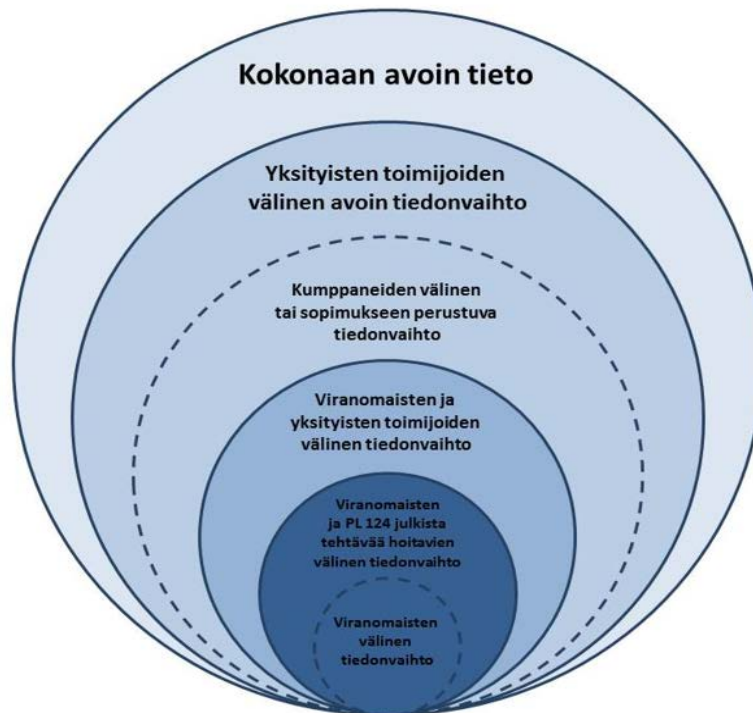 Kokonaan avoin tieto
Yksityisten toimijoiden
välinen avoin tiedonvaihto
Kumppaneiden välinen
tai sopimukseen perustuva
tiedonvaihto
Viranomaisten ja
yksityisten toimijoiden
välinen tiedonvaihto
Viranomaisten
ja PL 124 julkista
tehtävää hoitavien
välinen tiedonvaihto
Viranomaisten
välinen
tiedonvaihto